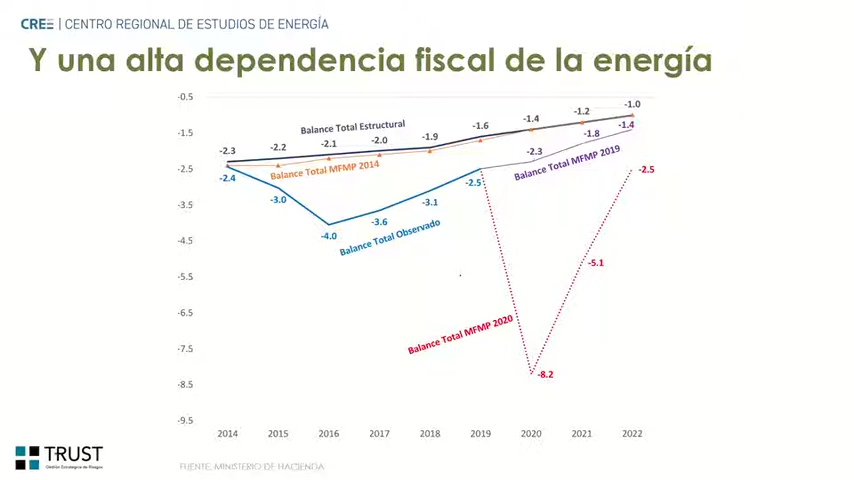 CREE | CENTRO REGIONAL DE ESTUDIOS DE ENERGÍA
Y una alta dependencia fiscal de la energía
-0.5
-1.5
-2.5
-3.5
-4.5
-5.5
-6.5
-7.5
-8.5
-9.5
-2.3 -2.2 -2.1 -2.0 -1.9 -1.6 -1.4 -1.2 -1.0
Balance Total Estructural
Balance Total MFMP 2014
-2.3 -1.8 -1.4
Balance Total MFMP 2019
-2.4 -3.0 -4.0 -3.6 -3.1 -2.5
Balance Total Observado
-8.2 -5.1 -2.5
Balance Total MFMP 2020
2014 2015 2016 2017 2018 2019 2020 2021 2022
TRUST
FUENTE: MINISTERIO DE HACIENDA